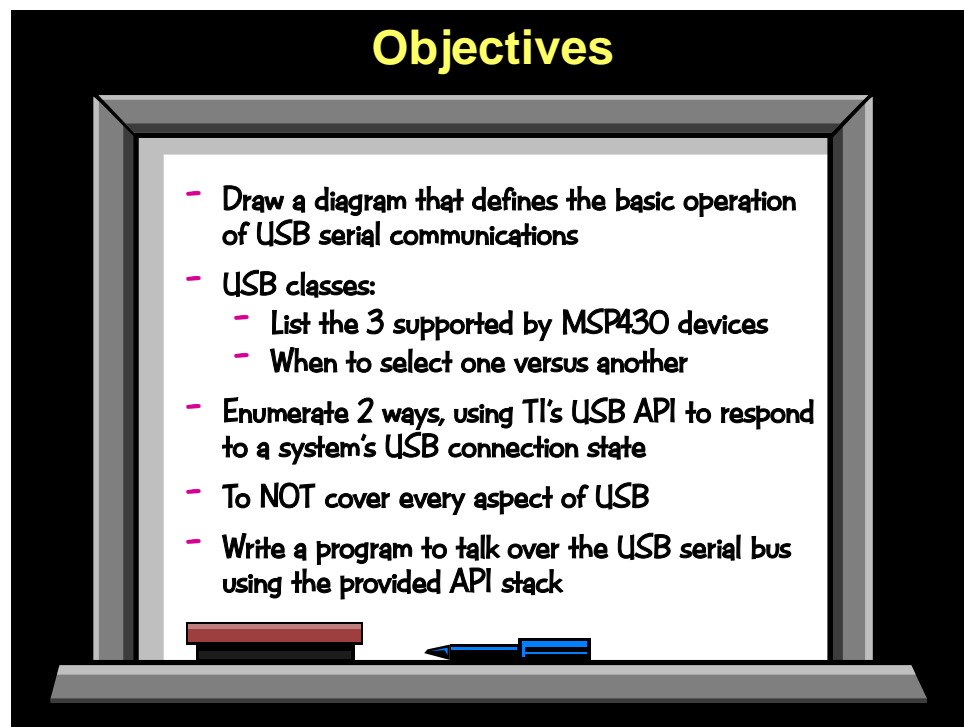 Objectives
- Draw a diagram that defines the basic operation
of USB serial communications
- USB classes:
- List the 3 supported by MSP430 devices
- When to select one versus another
- Enumerate 2 ways, using TI's USB API to respond
to a system's USB connection state
- To NOT cover every aspect of USB
- Write a program to talk over the USB serial bus
using the provided API stack